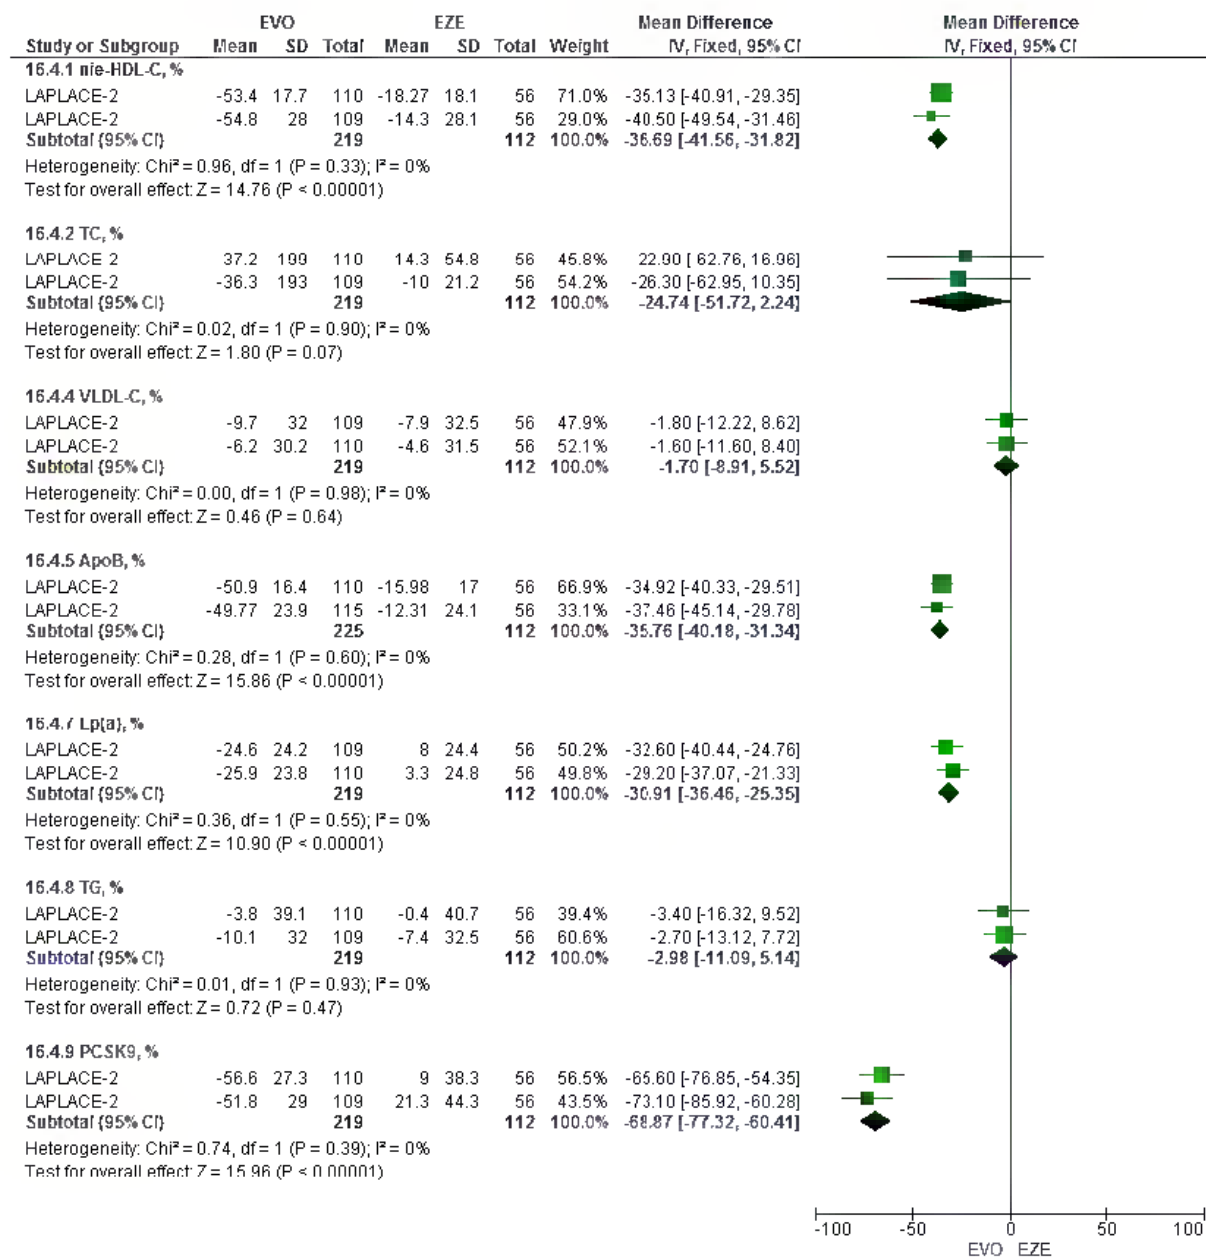 EVO EZE Mean Difference Mean Difference
Study or Subgroup Mean SD Total Mean SD Total Weight IV, Fixed, 95% CI IV, Fixed, 95% CI
16.4.1 nie-HDL-C, %
LAPLACE-2 -53.4 17.7 110 -18.27 18.1 56 71.0% -35.13 [-40.91, -29.35]
LAPLACE-2 -54.8 28 109 -14.3 28.1 56 29.0% -40.50 [-49.54, -31.46]
Subtotal (95% CI) 219 112 100.0% -36.69 [-41.56, -31.82]
Heterogeneity: Chi² = 0.96, df = 1 (P = 0.33); I² = 0%
Test for overall effect: Z = 14.76 (P < 0.00001)
16.4.2 TC, %
LAPLACE 2 37.2 199 110 14.3 54.8 56 45.8% 22.90 [ 62.76, 16.96]
LAPLACE-2 -36.3 193 109 -10 21.2 56 54.2% -26.30 [-62.95, 10.35]
Subtotal (95% CI) 219 112 100.0% -24.74 [-51.72, 2.24]
Heterogeneity: Chi² = 0.02, df = 1 (P = 0.90); I² = 0%
Test for overall effect: Z = 1.80 (P = 0.07)
16.4.4 VLDL-C, %
LAPLACE-2 -9.7 32 109 -7.9 32.5 56 47.9% -1.80 [-12.22, 8.62]
LAPLACE-2 -6.2 30.2 110 -4.6 31.5 56 52.1% -1.60 [-11.60, 8.40]
Subtotal (95% CI) 219 112 100.0% -1.70 [-8.91, 5.52]
Heterogeneity: Chi² = 0.00, df = 1 (P = 0.98); I² = 0%
Test for overall effect: Z = 0.46 (P = 0.64)
16.4.5 ApoB, %
LAPLACE-2 -50.9 16.4 110 -15.98 17 56 66.9% -34.92 [-40.33, -29.51]
LAPLACE-2 -49.77 23.9 115 -12.31 24.1 56 33.1% -37.46 [-45.14, -29.78]
Subtotal (95% CI) 225 112 100.0% -35.76 [-40.18, -31.34]
Heterogeneity: Chi² = 0.28, df = 1 (P = 0.60); I² = 0%
Test for overall effect: Z = 15.86 (P < 0.00001)
16.4.7 Lp(a), %
LAPLACE-2 -24.6 24.2 109 8 24.4 56 50.2% -32.60 [-40.44, -24.76]
LAPLACE-2 -25.9 23.8 110 3.3 24.8 56 49.8% -29.20 [-37.07, -21.33]
Subtotal (95% CI) 219 112 100.0% -30.91 [-36.46, -25.35]
Heterogeneity: Chi² = 0.36, df = 1 (P = 0.55); I² = 0%
Test for overall effect: Z = 10.90 (P < 0.00001)
16.4.8 TG, %
LAPLACE-2 -3.8 39.1 110 -0.4 40.7 56 39.4% -3.40 [-16.32, 9.52]
LAPLACE-2 -10.1 32 109 -7.4 32.5 56 60.6% -2.70 [-13.12, 7.72]
Subtotal (95% CI) 219 112 100.0% -2.98 [-11.09, 5.14]
Heterogeneity: Chi² = 0.01, df = 1 (P = 0.93); I² = 0%
Test for overall effect: Z = 0.72 (P = 0.47)
16.4.9 PCSK9, %
LAPLACE-2 -56.6 27.3 110 9 38.3 56 56.5% -65.60 [-76.85, -54.35]
LAPLACE-2 -51.8 29 109 21.3 44.3 56 43.5% -73.10 [-85.92, -60.28]
Subtotal (95% CI) 219 112 100.0% -68.87 [-77.32, -60.41]
Heterogeneity: Chi² = 0.74, df = 1 (P = 0.39); I² = 0%
Test for overall effect: Z = 15.96 (P < 0.00001)
-100 -50 0 50 100
EVO EZE